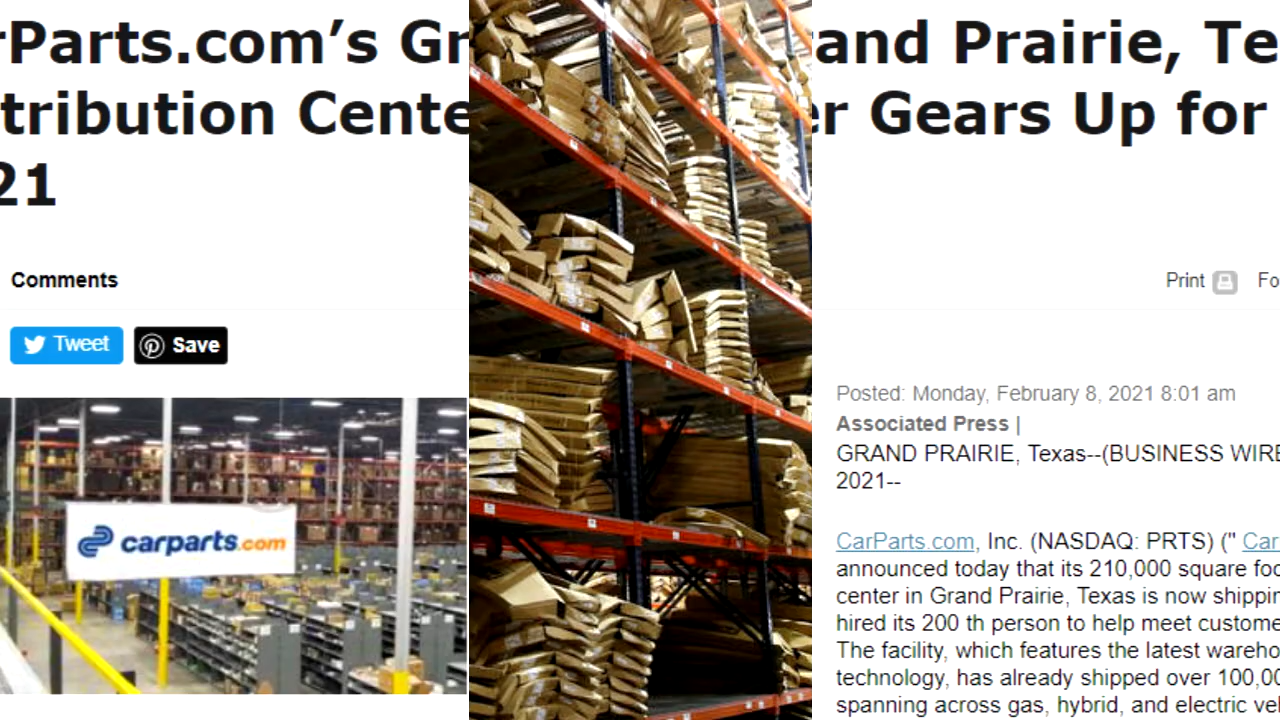 rParts.com’s Gr and Prairie, Te
tribution Cente er Gears Up for
21
Comments
Print Fo
Tweet Save
carparts.com
Posted: Monday, February 8, 2021 8:01 am
Associated Press |
GRAND PRAIRIE, Texas--(BUSINESS WIRE
2021--
CarParts.com, Inc. (NASDAQ: PRTS) (" Car
announced today that its 210,000 square foo
center in Grand Prairie, Texas is now shippin
hired its 200 th person to help meet custome
The facility, which features the latest wareho
technology, has already shipped over 100,00
spanning across gas, hybrid, and electric veh